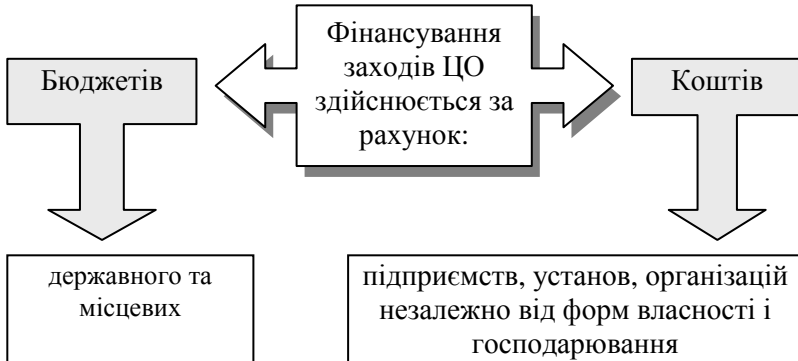 Фінансування
заходів ЦО
здійснюється за
рахунок:
Бюджетів
Коштів
державного та
місцевих
підприємств, установ, організацій
незалежно від форм власності і
господарювання